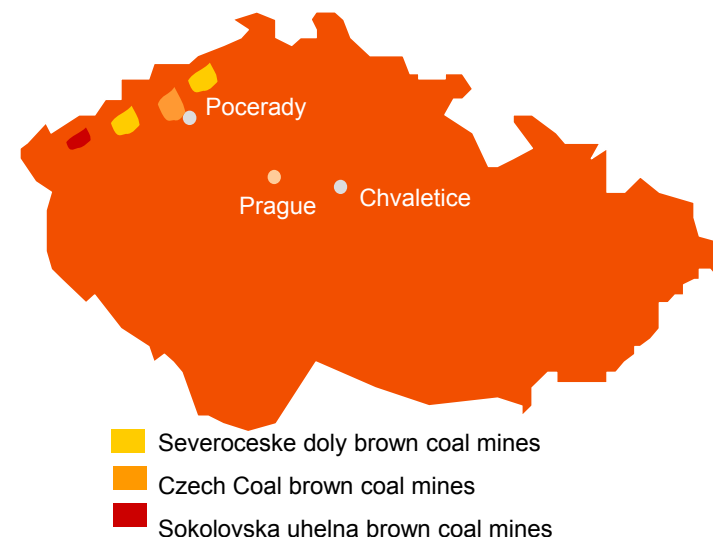 Pocerady
Prague
Chvaletice
Severoceske doly brown coal mines
Czech Coal brown coal mines
Sokolovska uhelna brown coal mines